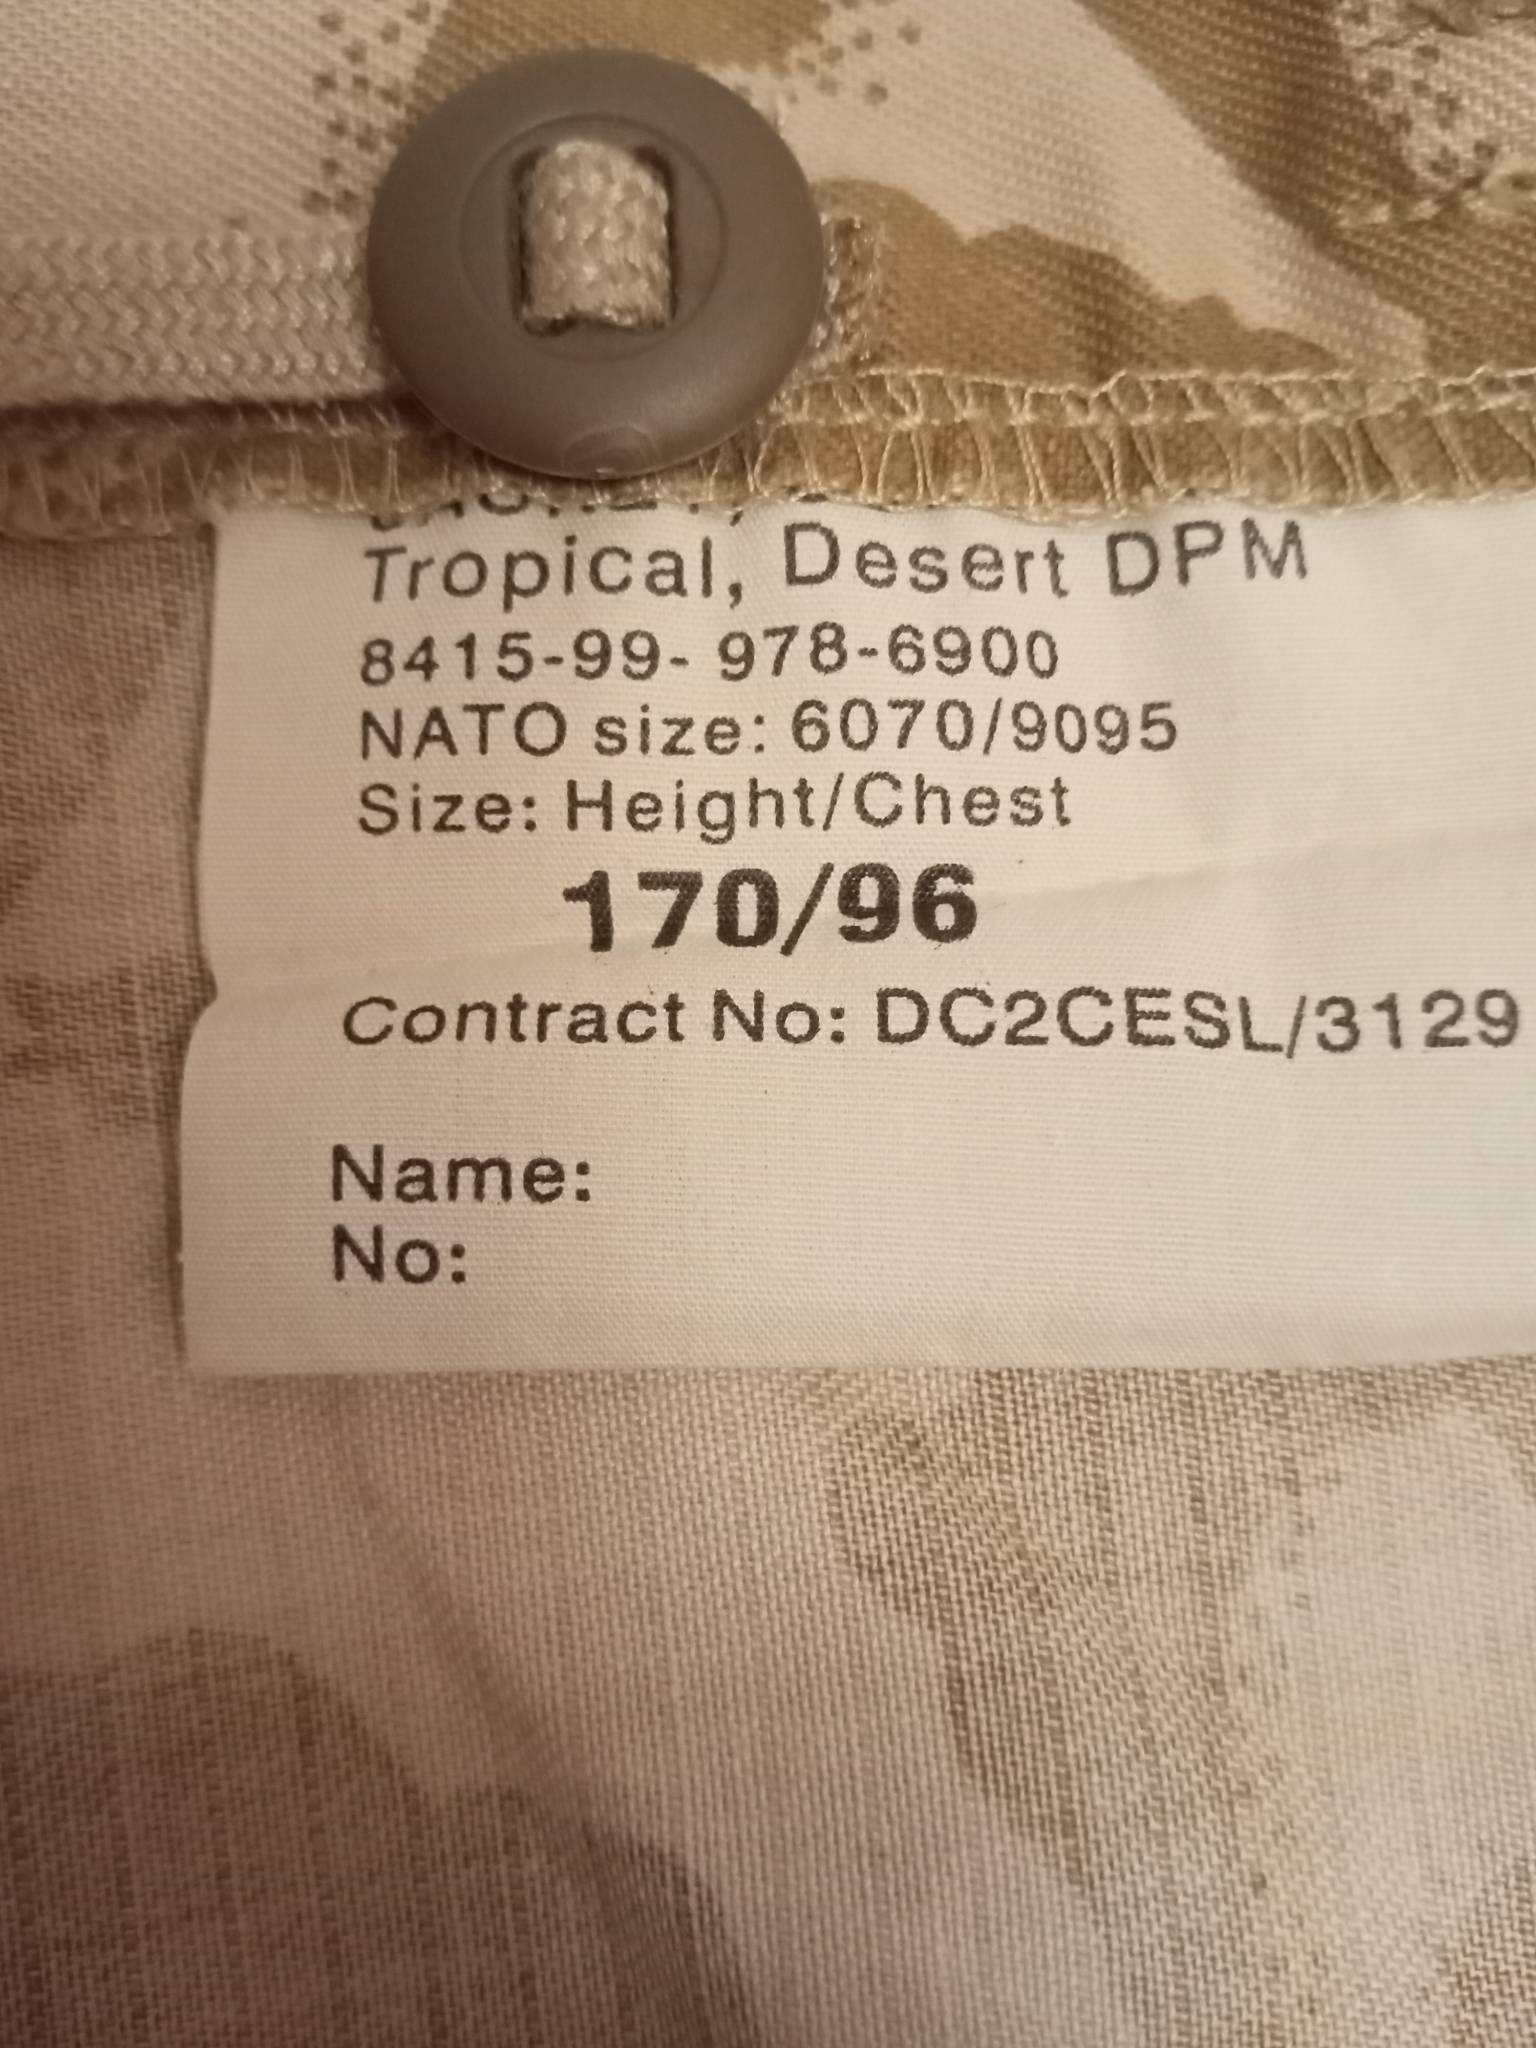 Tropical, Desert DPM
8415-99- 978-6900
NATO size: 6070/9095
Size: Height/Chest
170/96
Contract No: DC2CESL/3129
Name:
No: